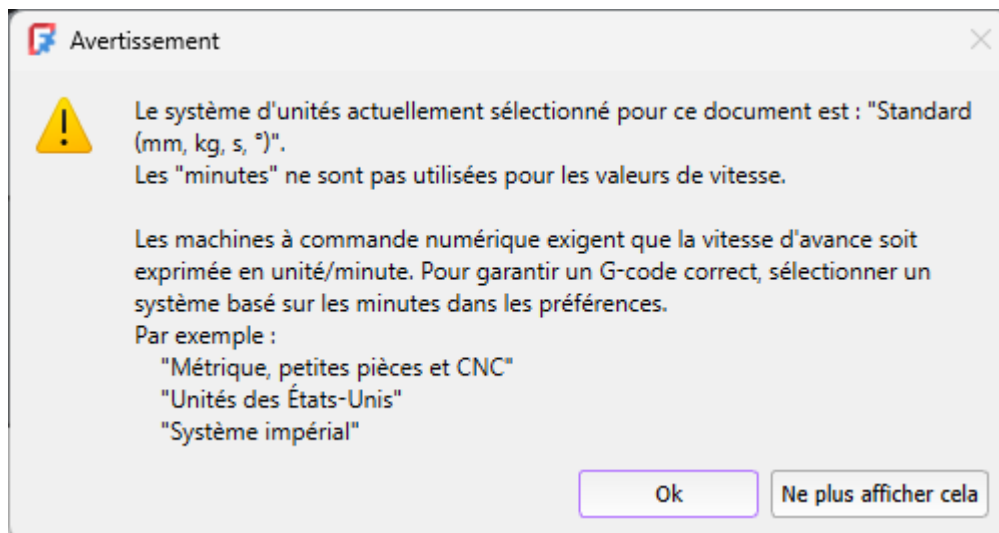 Avertissement
Le système d'unités actuellement sélectionné pour ce document est : "Standard
(mm, kg, s, °)".
Les "minutes" ne sont pas utilisées pour les valeurs de vitesse.
Les machines à commande numérique exigent que la vitesse d'avance soit
exprimée en unité/minute. Pour garantir un G-code correct, sélectionner un
système basé sur les minutes dans les préférences.
Par exemple :
"Métrique, petites pièces et CNC"
"Unités des États-Unis"
"Système impérial"
Ok
Ne plus afficher cela